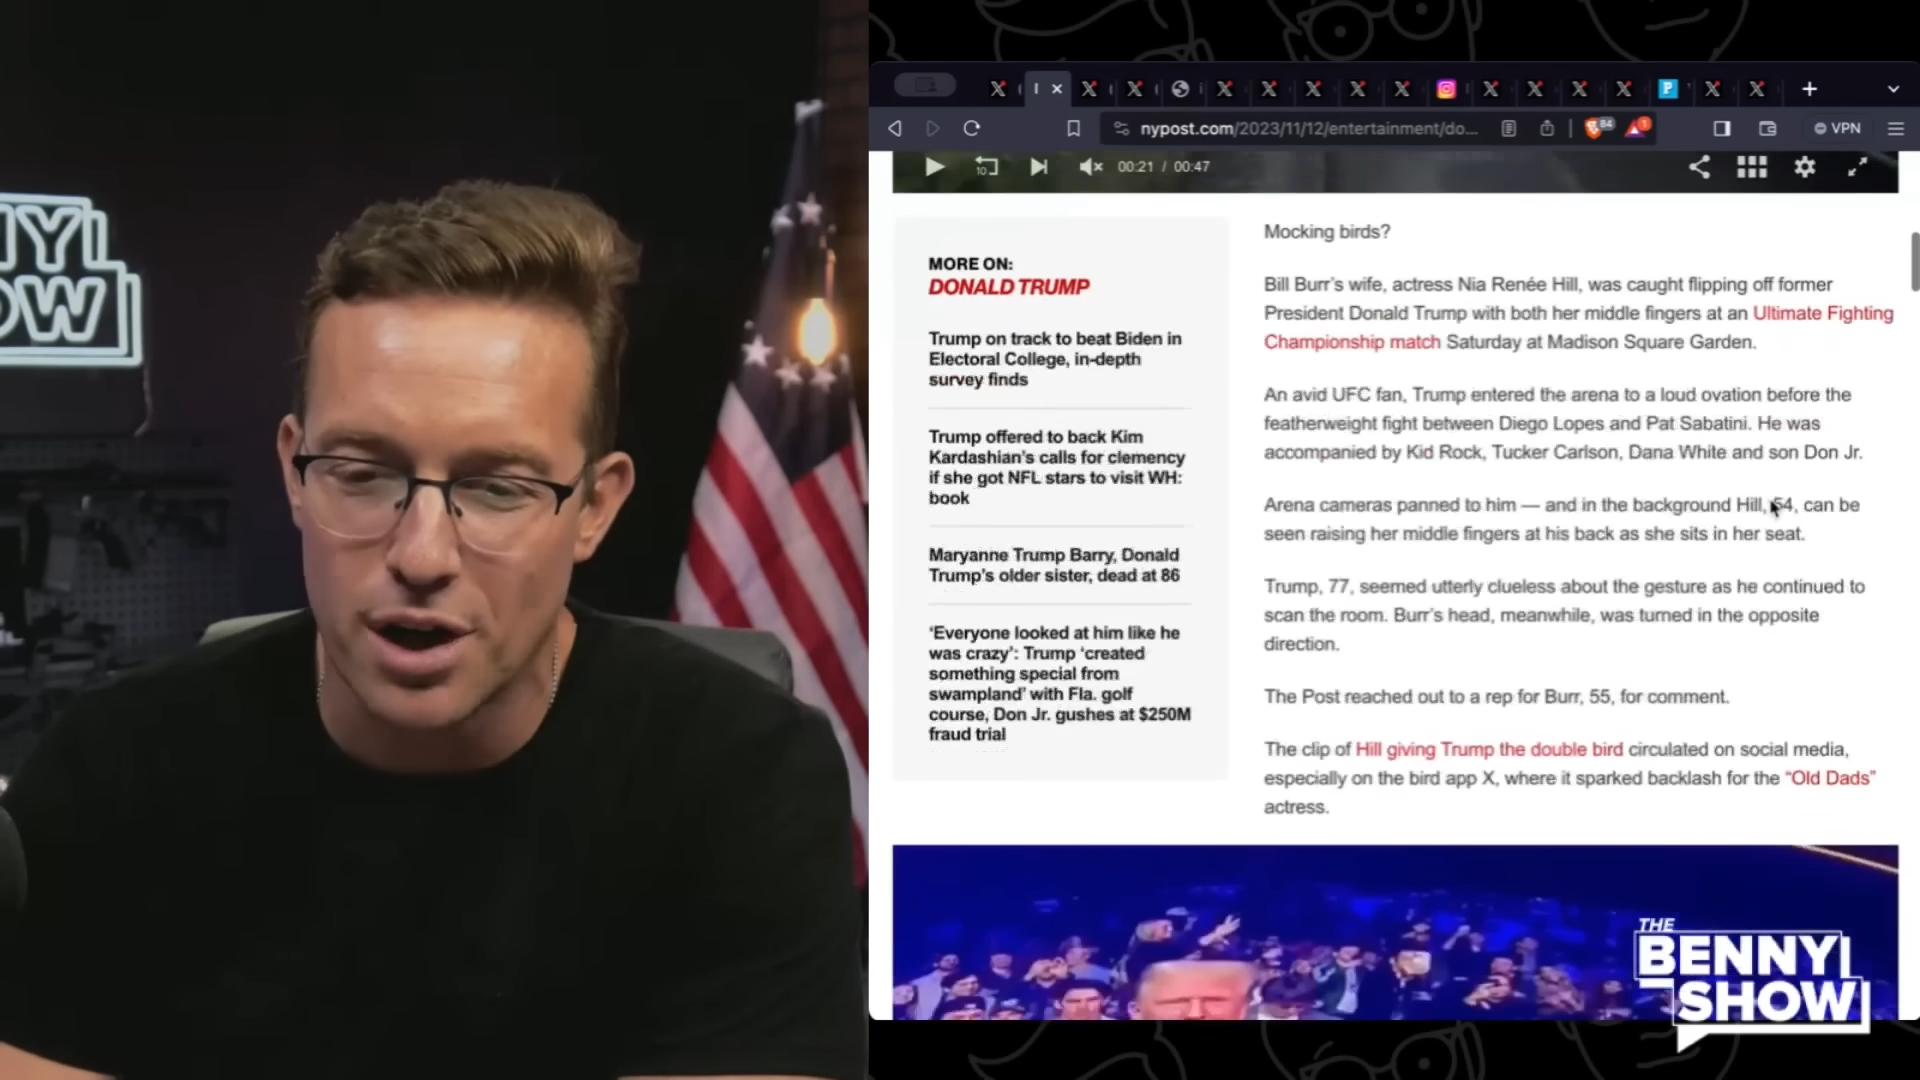 NY
OW
nypost.com/2023/11/12/entertainment/do...
84
1
VPN
10
00:21 / 00:47
MORE ON:
DONALD TRUMP
Trump on track to beat Biden in
Electoral College, in-depth
survey finds
Trump offered to back Kim
Kardashian's calls for clemency
if she got NFL stars to visit WH:
book
Maryanne Trump Barry, Donald
Trump's older sister, dead at 86
'Everyone looked at him like he
was crazy': Trump 'created
something special from
swampland' with Fla. golf
course, Don Jr. gushes at $250M
fraud trial
Mocking birds?
Bill Burr's wife, actress Nia Renée Hill, was caught flipping off former
President Donald Trump with both her middle fingers at an Ultimate Fighting
Championship match Saturday at Madison Square Garden.
An avid UFC fan, Trump entered the arena to a loud ovation before the
featherweight fight between Diego Lopes and Pat Sabatini. He was
accompanied by Kid Rock, Tucker Carlson, Dana White and son Don Jr.
Arena cameras panned to him — and in the background Hill, 54, can be
seen raising her middle fingers at his back as she sits in her seat.
Trump, 77, seemed utterly clueless about the gesture as he continued to
scan the room. Burr's head, meanwhile, was turned in the opposite
direction.
The Post reached out to a rep for Burr, 55, for comment.
The clip of Hill giving Trump the double bird circulated on social media,
especially on the bird app X, where it sparked backlash for the "Old Dads"
actress.
THE
BENNY
SHOW